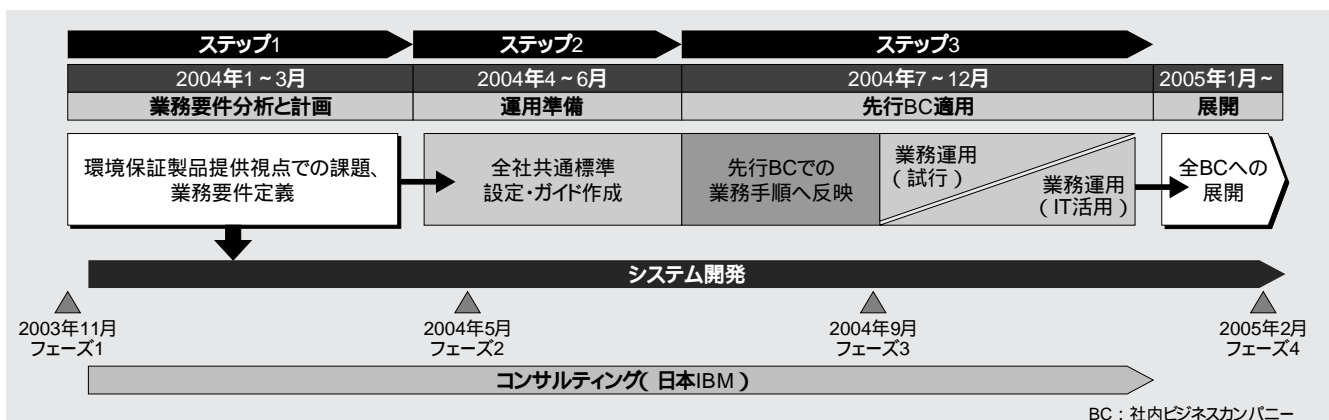 ステップ1
ステップ2
ステップ3
2004年1～3月
2004年4～6月
2004年7～12月
2005年1月～
業務要件分析と計画
運用準備
先行BC適用
展開
環境保証製品提供視点での課題、
業務要件定義
全社共通標準
設定・ガイド作成
先行BCでの
業務手順へ反映
業務運用
（試行）
業務運用
（IT活用）
全BCへの
展開
システム開発
2003年11月
フェーズ1
2004年5月
フェーズ2
2004年9月
フェーズ3
2005年2月
フェーズ4
コンサルティング（日本IBM）
BC：社内ビジネスカンパニー